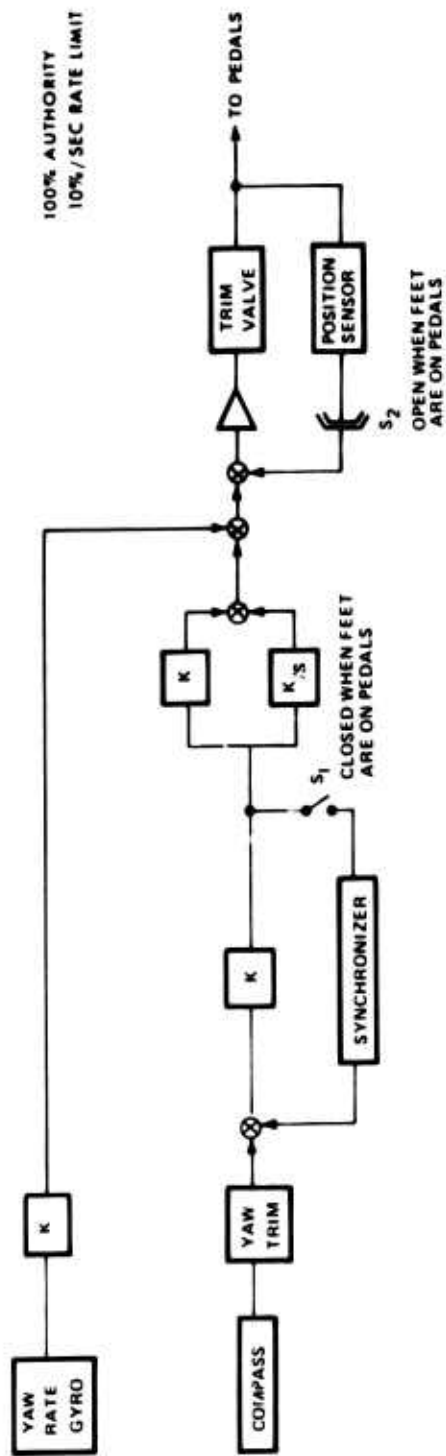 YAW
RATE
GYRO
K
100% AUTHORITY
10%/SEC RATE LIMIT
COMPASS
YAW
TRIM
K
K
K/S
TRIM
VALVE
TO PEDALS
POSITION
SENSOR
S2
OPEN WHEN FEET
ARE ON PEDALS
S1
CLOSED WHEN FEET
ARE ON PEDALS
SYNCHRONIZER